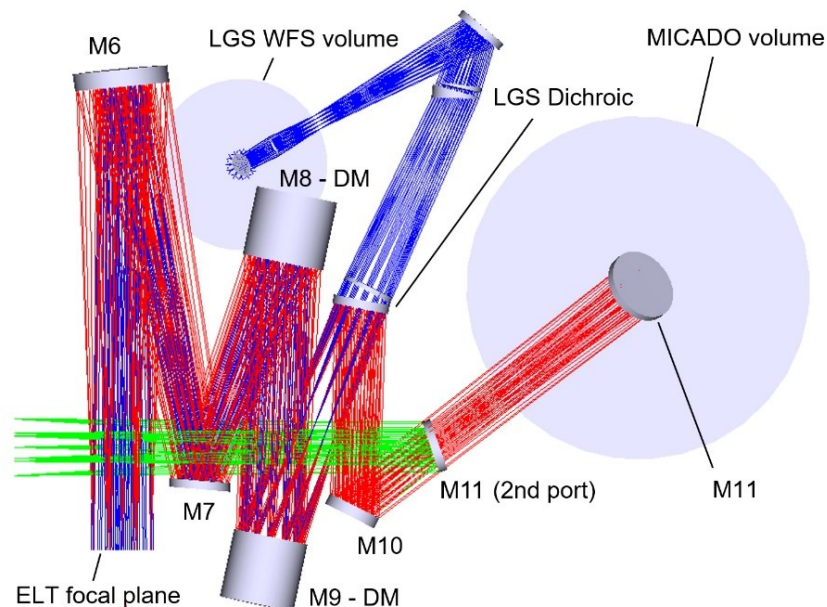 M6
LGS WFS volume
MICADO volume
LGS Dichroic
M8 - DM
M11 (2nd port)
M11
M7
M10
ELT focal plane
M9 - DM